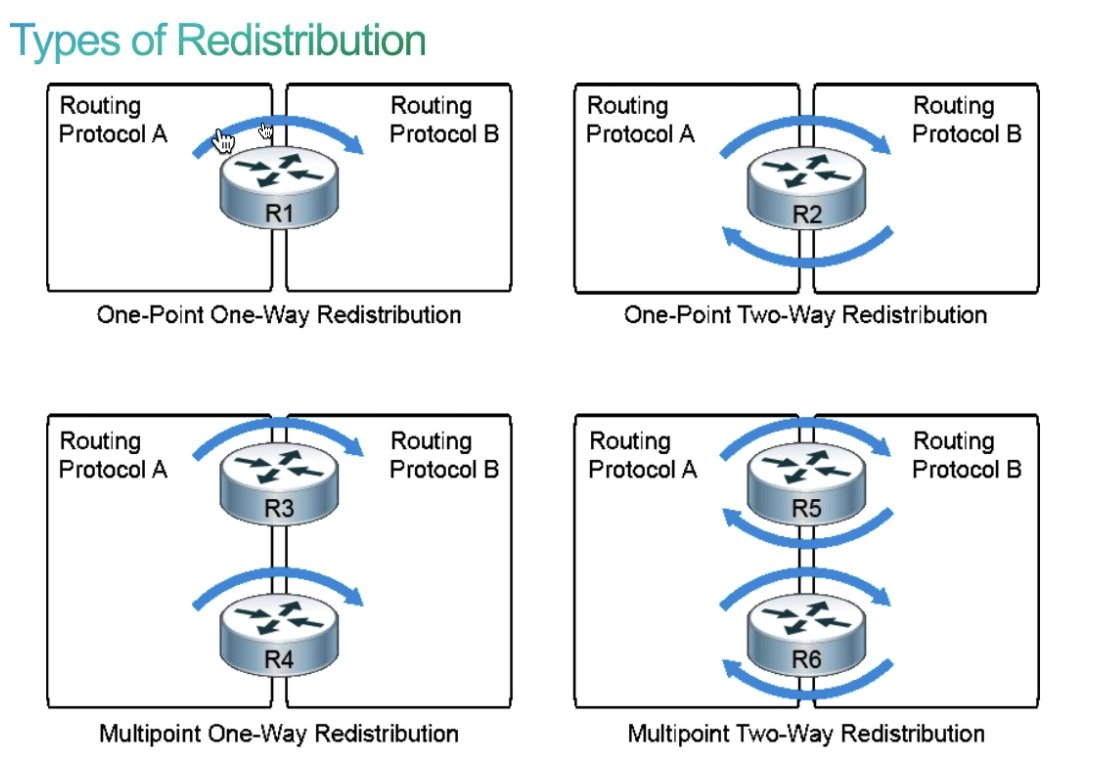 Types of Redistribution
Routing
Protocol A
Routing
Protocol B
R1
One-Point One-Way Redistribution
Routing
Protocol A
Routing
Protocol B
R2
One-Point Two-Way Redistribution
Routing
Protocol A
Routing
Protocol B
R3
R4
Multipoint One-Way Redistribution
Routing
Protocol A
Routing
Protocol B
R5
R6
Multipoint Two-Way Redistribution